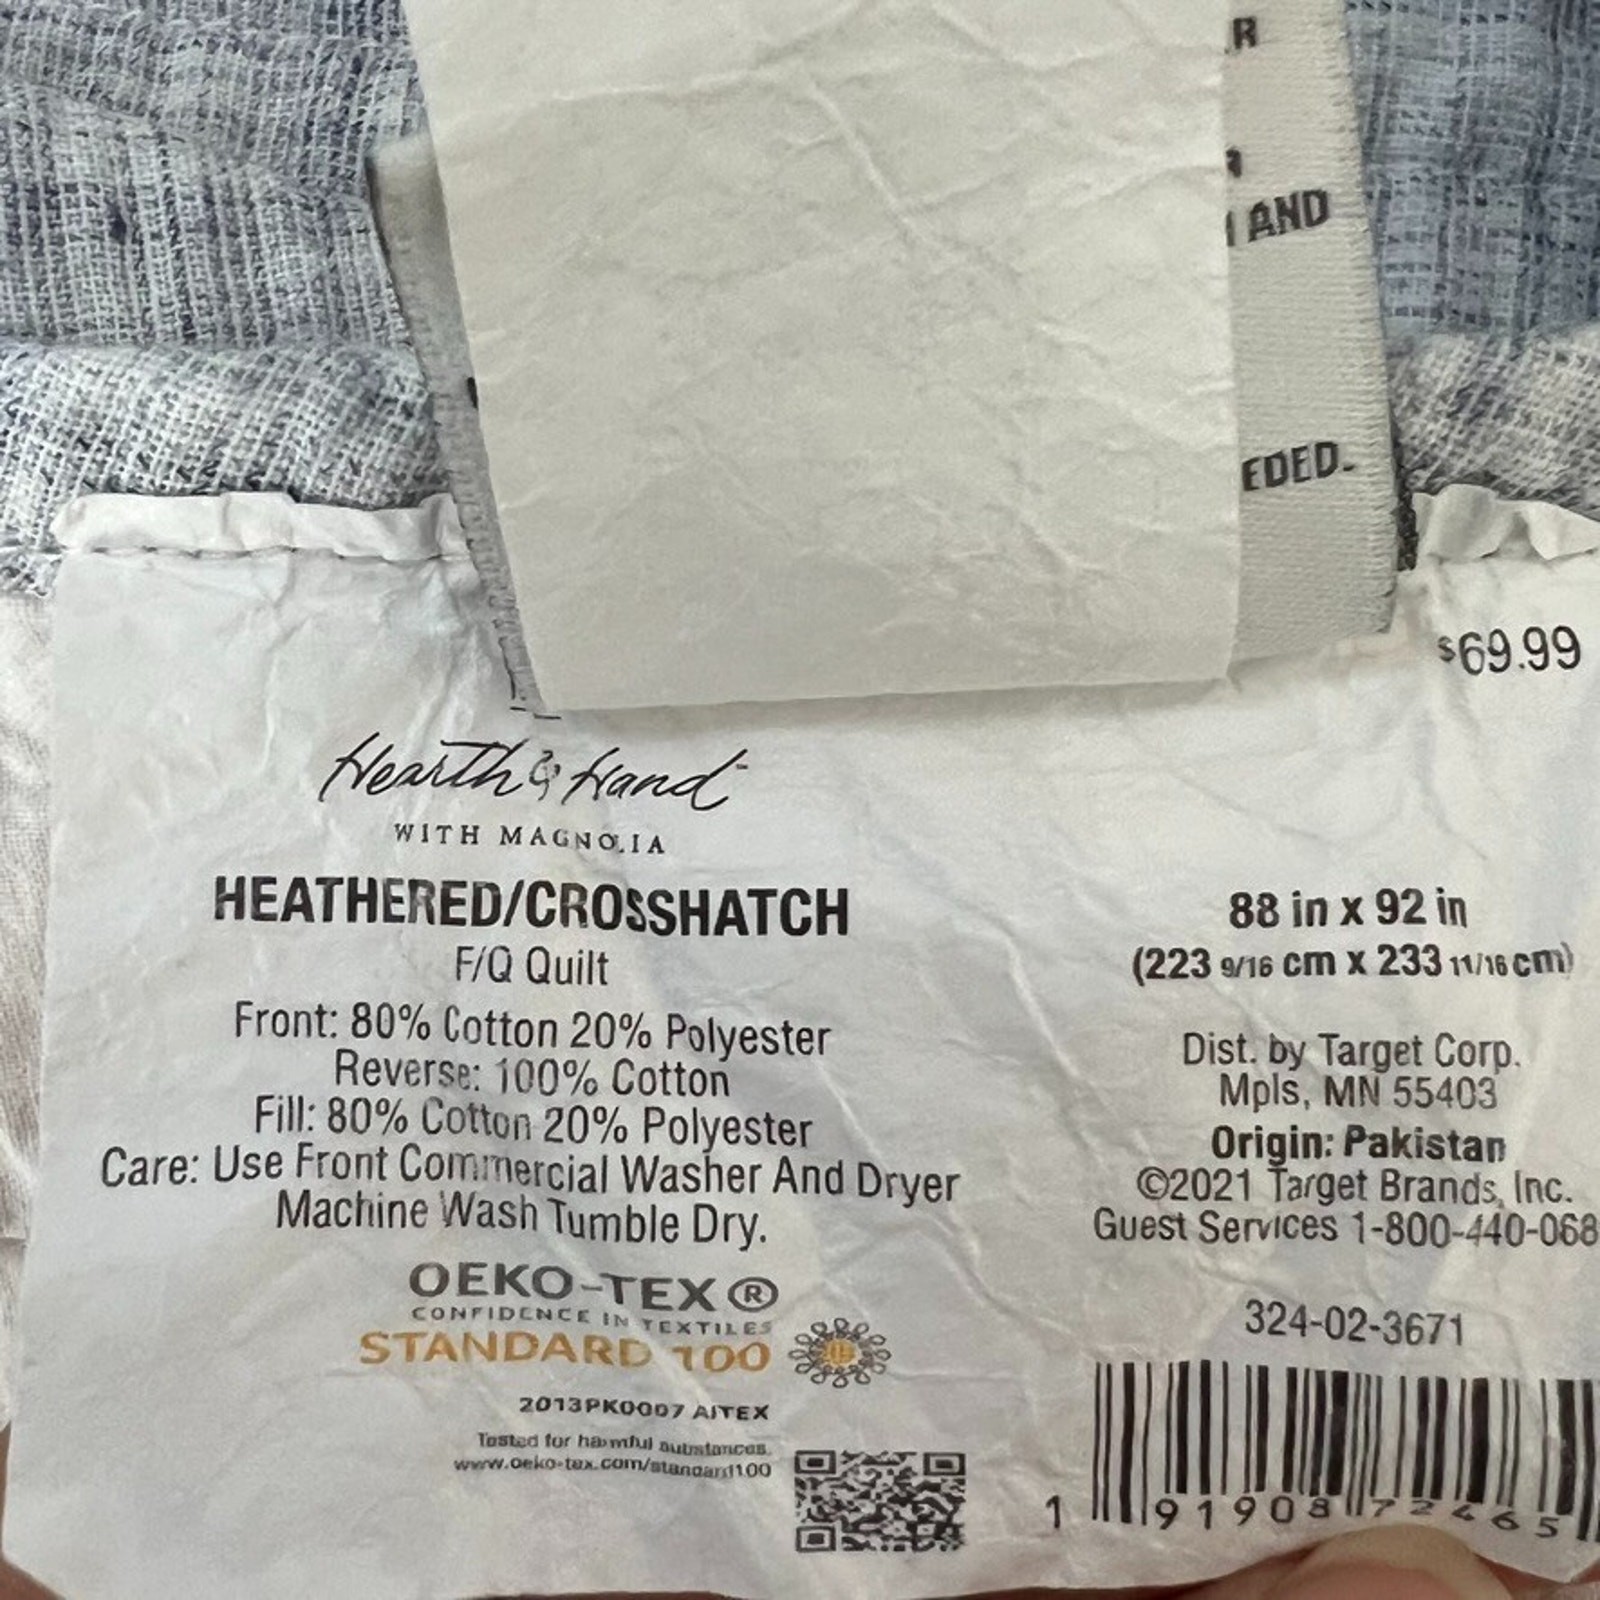 R
AND
EDED.
$69.99
Hearth & Hand™
WITH MAGNOLIA
HEATHERED/CROSSHATCH
F/Q Quilt
Front: 80% Cotton 20% Polyester
Reverse: 100% Cotton
Fill: 80% Cotton 20% Polyester
Care: Use Front Commercial Washer And Dryer
Machine Wash Tumble Dry.
OEKO-TEX®
CONFIDENCE IN TEXTILES
STANDARD 100
2013PK0007 AITEX
Tested for harmful substances.
www.oeko-tex.com/standard100
88 in x 92 in
(223 9/16 cm x 233 11/16 cm)
Dist. by Target Corp.
Mpls, MN 55403
Origin: Pakistan
©2021 Target Brands, Inc.
Guest Services 1-800-440-068
324-02-3671
1 91908 72465